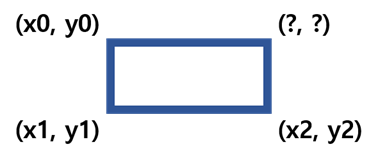 (x0, y0) (?, ?)
(x1, y1) (x2, y2)